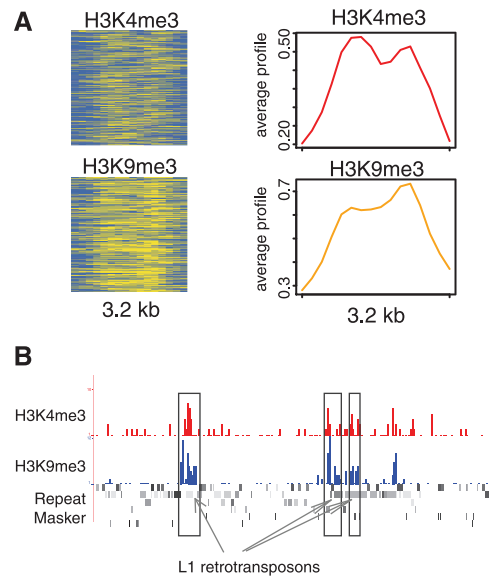 A
H3K4me3
H3K4me3
average profile
0.50
0.20
H3K9me3
H3K9me3
average profile
0.7
0.3
3.2 kb
3.2 kb
B
H3K4me3
H3K9me3
Repeat
Masker
L1 retrotransposons